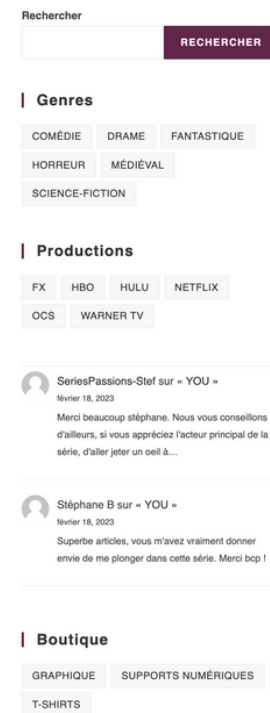 Rechercher
RECHERCHER
Genres
COMÉDIE DRAME FANTASTIQUE
HORREUR MÉDIÉVAL
SCIENCE-FICTION
Productions
FX HBO HULU NETFLIX
OCS WARNER TV
SeriesPassions-Stef sur « YOU »
février 18, 2023
Merci beaucoup stéphane. Nous vous conseillons
d'ailleurs, si vous appréciez l'acteur principal de la
série, d'aller jeter un oeil à…
Stéphane B sur « YOU »
février 18, 2023
Superbe articles, vous m'avez vraiment donner
envie de me plonger dans cette série. Merci bcp !
Boutique
GRAPHIQUE SUPPORTS NUMÉRIQUES
T-SHIRTS